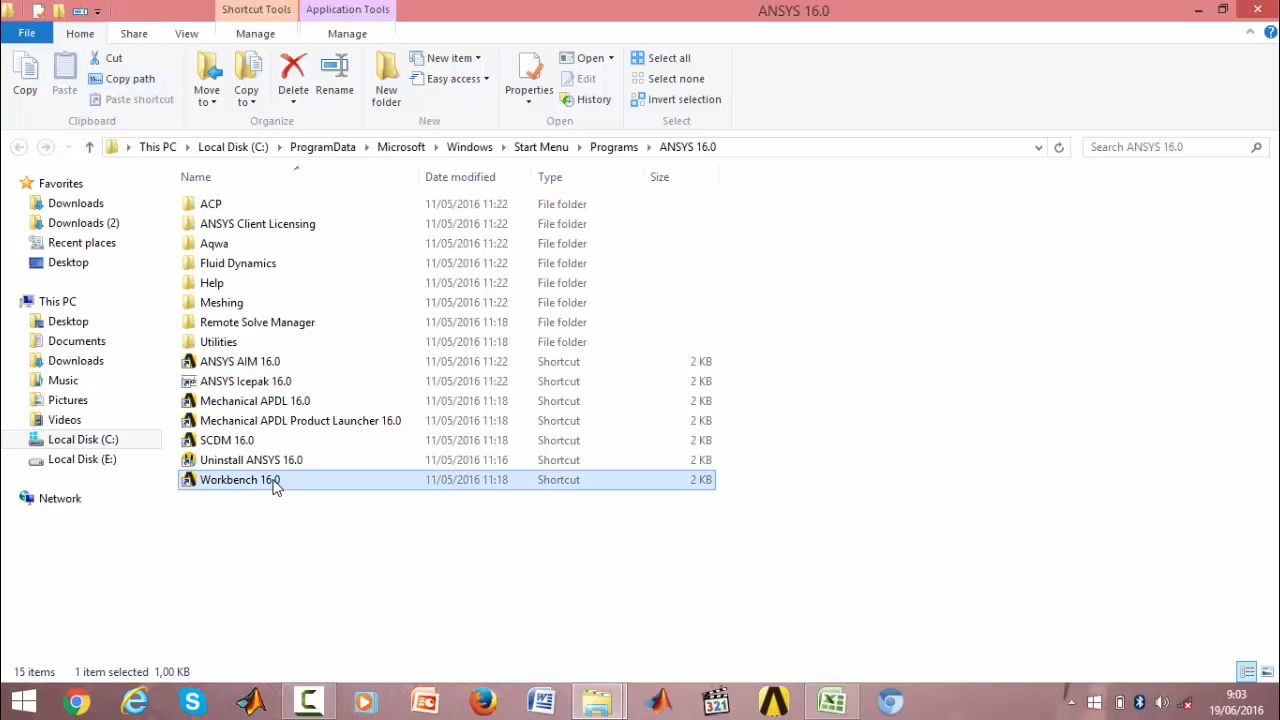 Shortcut Tools Application Tools ANSYS 16.0
File Home Share View Manage Manage
Copy Paste Cut Copy path Paste shortcut Move to Copy to Delete Rename New folder New item Easy access Properties Open Edit History Select all Select none Invert selection
Clipboard Organize New Open Select
This PC Local Disk (C:) ProgramData Microsoft Windows Start Menu Programs ANSYS 16.0 Search ANSYS 16.0
Name Date modified Type Size
Favorites
Downloads
Downloads (2)
Recent places
Desktop
This PC
Desktop
Documents
Downloads
Music
Pictures
Videos
Local Disk (C:)
Local Disk (E:)
Network
ACP 11/05/2016 11:22 File folder
ANSYS Client Licensing 11/05/2016 11:22 File folder
Aqwa 11/05/2016 11:22 File folder
Fluid Dynamics 11/05/2016 11:22 File folder
Help 11/05/2016 11:22 File folder
Meshing 11/05/2016 11:22 File folder
Remote Solve Manager 11/05/2016 11:18 File folder
Utilities 11/05/2016 11:18 File folder
ANSYS AIM 16.0 11/05/2016 11:22 Shortcut 2 KB
ANSYS Icepak 16.0 11/05/2016 11:22 Shortcut 2 KB
Mechanical APDL 16.0 11/05/2016 11:18 Shortcut 2 KB
Mechanical APDL Product Launcher 16.0 11/05/2016 11:18 Shortcut 2 KB
SCDM 16.0 11/05/2016 11:18 Shortcut 2 KB
Uninstall ANSYS 16.0 11/05/2016 11:16 Shortcut 2 KB
Workbench 16.0 11/05/2016 11:18 Shortcut 2 KB
15 items 1 item selected 1,00 KB
321
9:03
19/06/2016